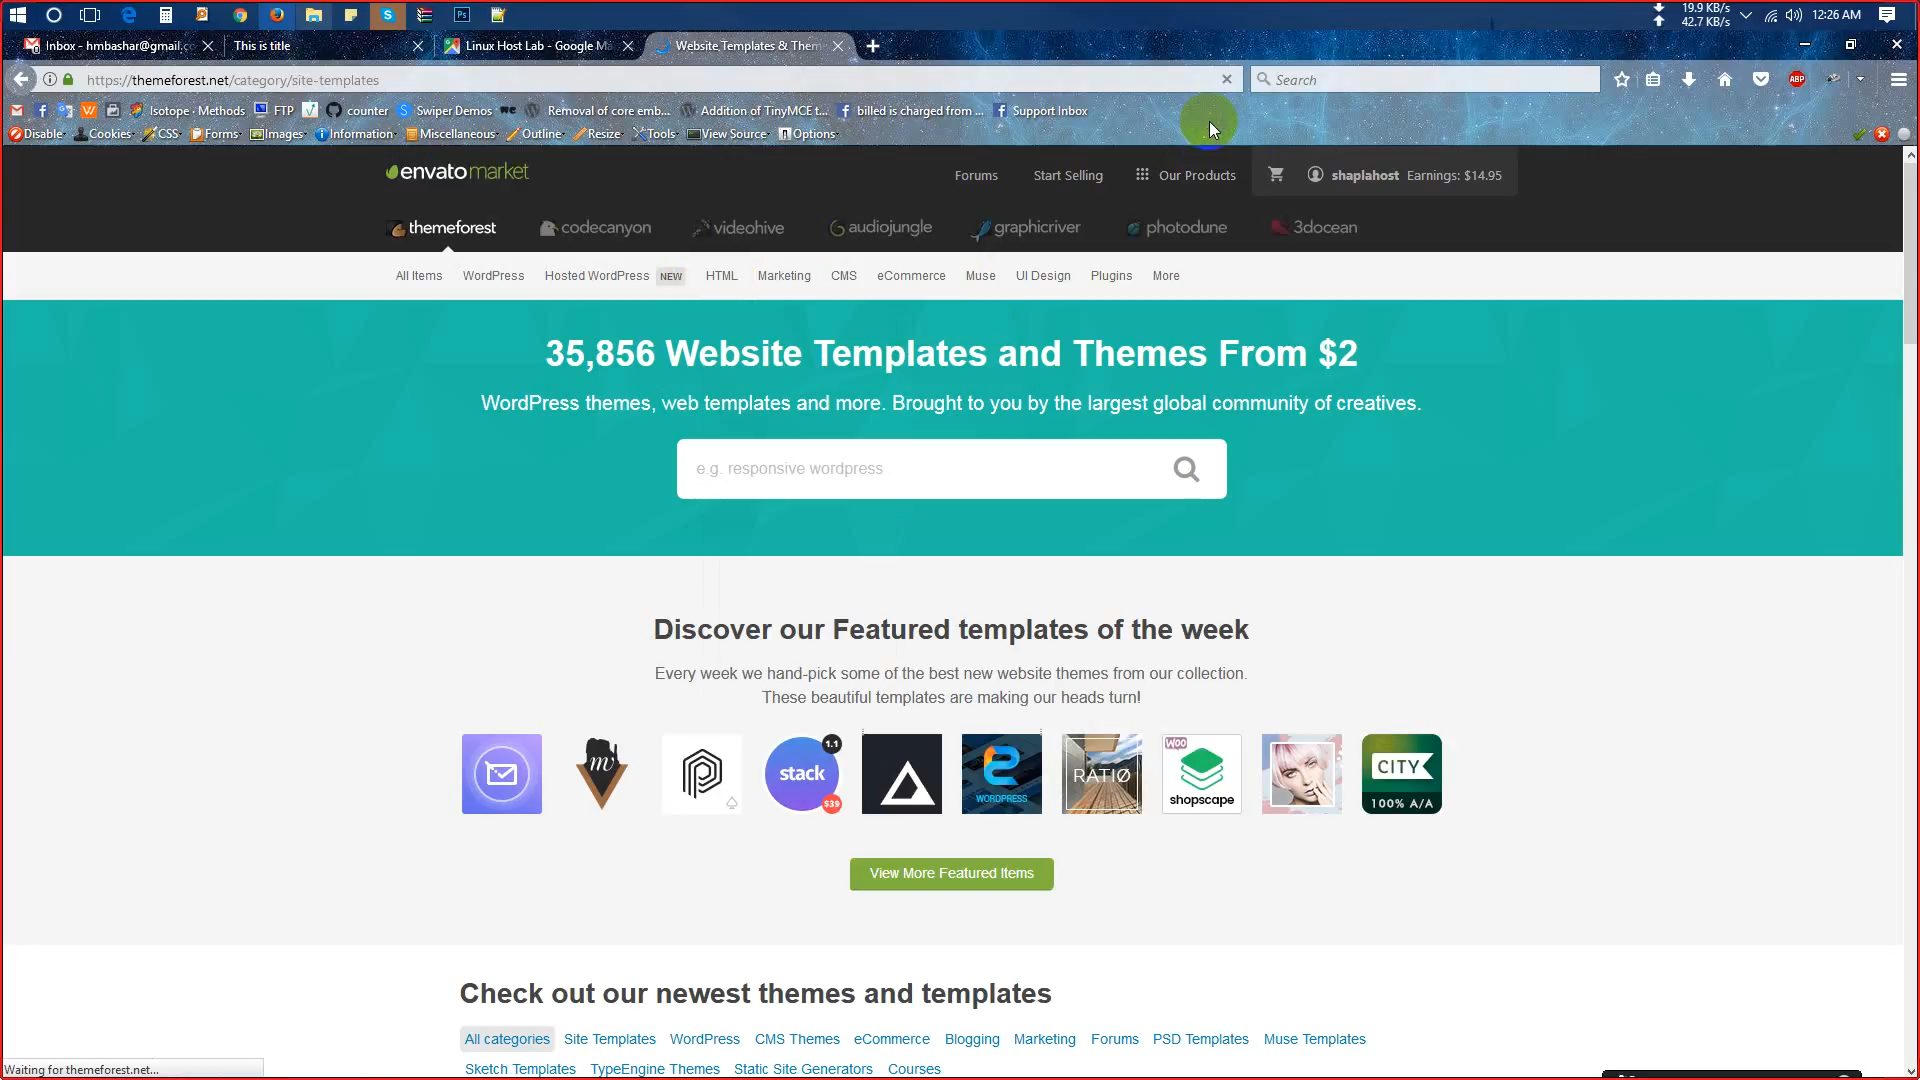 19.9 KB/s
42.7 KB/s
12:26 AM
Inbox - hmbashar@gmail.co
This is title
Linux Host Lab - Google Ma
Website Templates & Them
https://themeforest.net/category/site-templates
Search
ABP
Isotope · Methods
FTP
counter
Swiper Demos
we
Removal of core emb...
Addition of TinyMCE t...
billed is charged from ...
Support Inbox
Disable
Cookies
CSS
Forms
Images
Information
Miscellaneous
Outline
Resize
Tools
View Source
Options
envatomarket
Forums
Start Selling
Our Products
shaplahost Earnings: $14.95
themeforest
codecanyon
videohive
audiojungle
graphicriver
photodune
3docean
All Items
WordPress
Hosted WordPress NEW
HTML
Marketing
CMS
eCommerce
Muse
UI Design
Plugins
More
35,856 Website Templates and Themes From $2
WordPress themes, web templates and more. Brought to you by the largest global community of creatives.
e.g. responsive wordpress
Discover our Featured templates of the week
Every week we hand-pick some of the best new website themes from our collection.
These beautiful templates are making our heads turn!
m
stack
1.1
$39
WORDPRESS
RATIØ
WOO
shopscape
CITY
100% A/A
View More Featured Items
Check out our newest themes and templates
All categories
Site Templates
WordPress
CMS Themes
eCommerce
Blogging
Marketing
Forums
PSD Templates
Muse Templates
Sketch Templates
TypeEngine Themes
Static Site Generators
Courses
Waiting for themeforest.net...